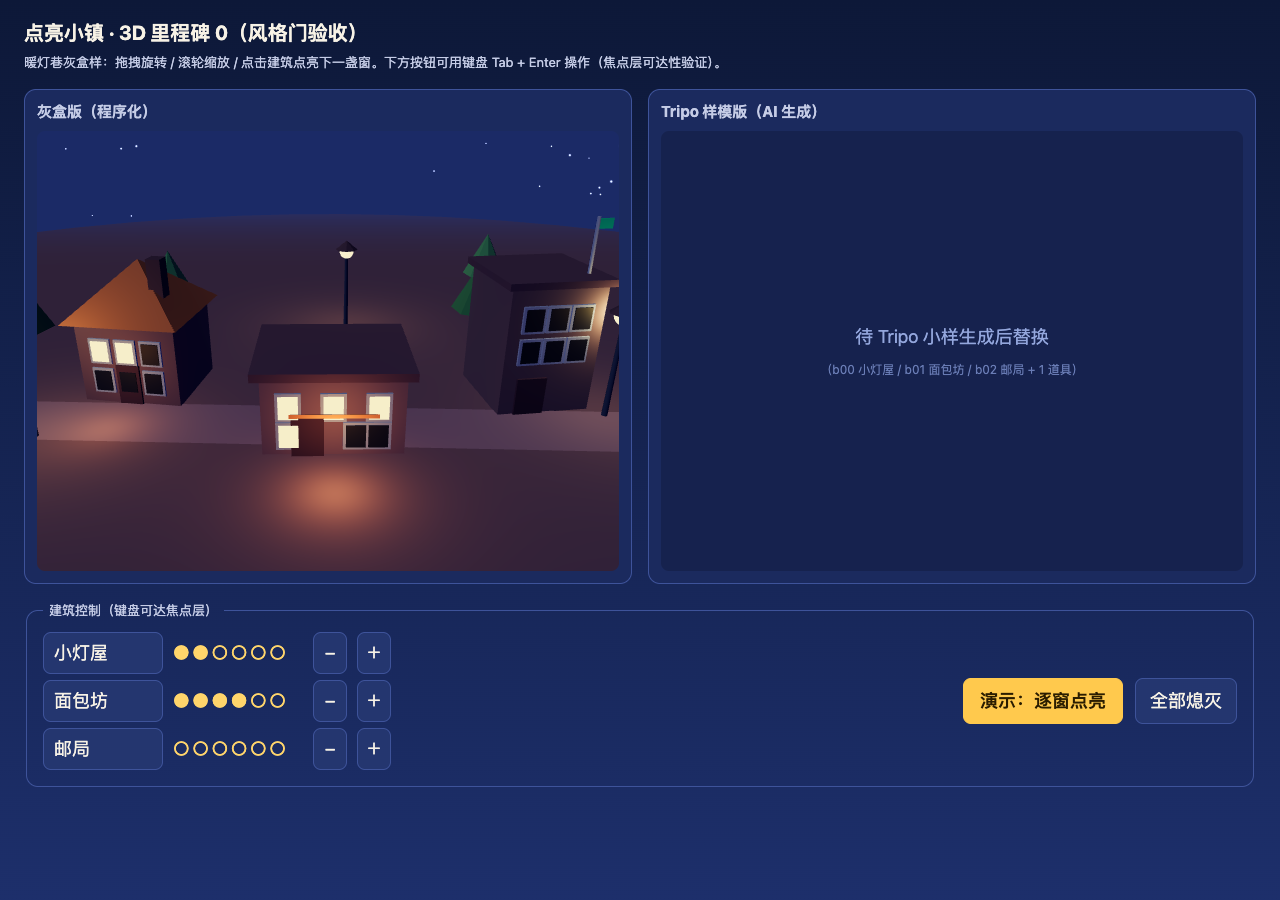 点亮小镇 · 3D 里程碑 0（风格门验收）
暖灯巷灰盒样：拖拽旋转 / 滚轮缩放 / 点击建筑点亮下一盏窗。下方按钮可用键盘 Tab + Enter 操作（焦点层可达性验证）。
灰盒版（程序化）
Tripo 样模版（AI 生成）
待 Tripo 小样生成后替换
(b00 小灯屋 / b01 面包坊 / b02 邮局 + 1 道具)
建筑控制（键盘可达焦点层）
小灯屋 − +
面包坊 − +
邮局 − +
演示：逐窗点亮
全部熄灭